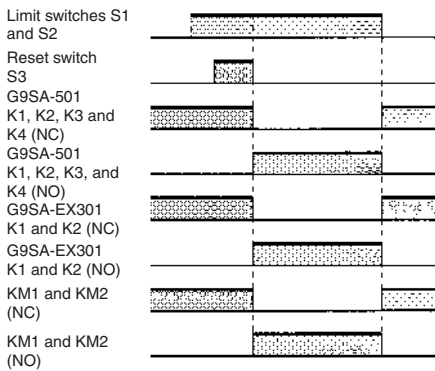 Limit switches S1
and S2
Reset switch
S3
G9SA-501
K1, K2, K3 and
K4 (NC)
G9SA-501
K1, K2, K3, and
K4 (NO)
G9SA-EX301
K1 and K2 (NC)
G9SA-EX301
K1 and K2 (NO)
KM1 and KM2
(NC)
KM1 and KM2
(NO)